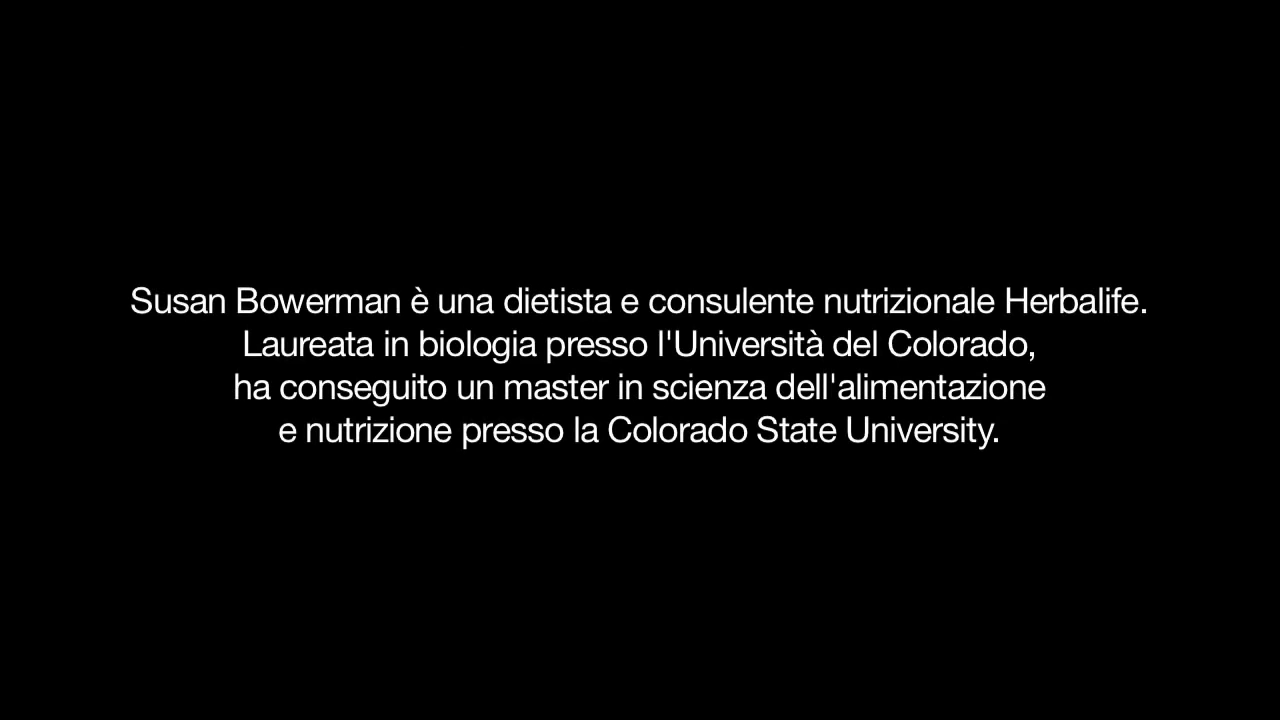 Susan Bowerman è una dietista e consulente nutrizionale Herbalife.
Laureata in biologia presso l'Università del Colorado,
ha conseguito un master in scienza dell'alimentazione
e nutrizione presso la Colorado State University.